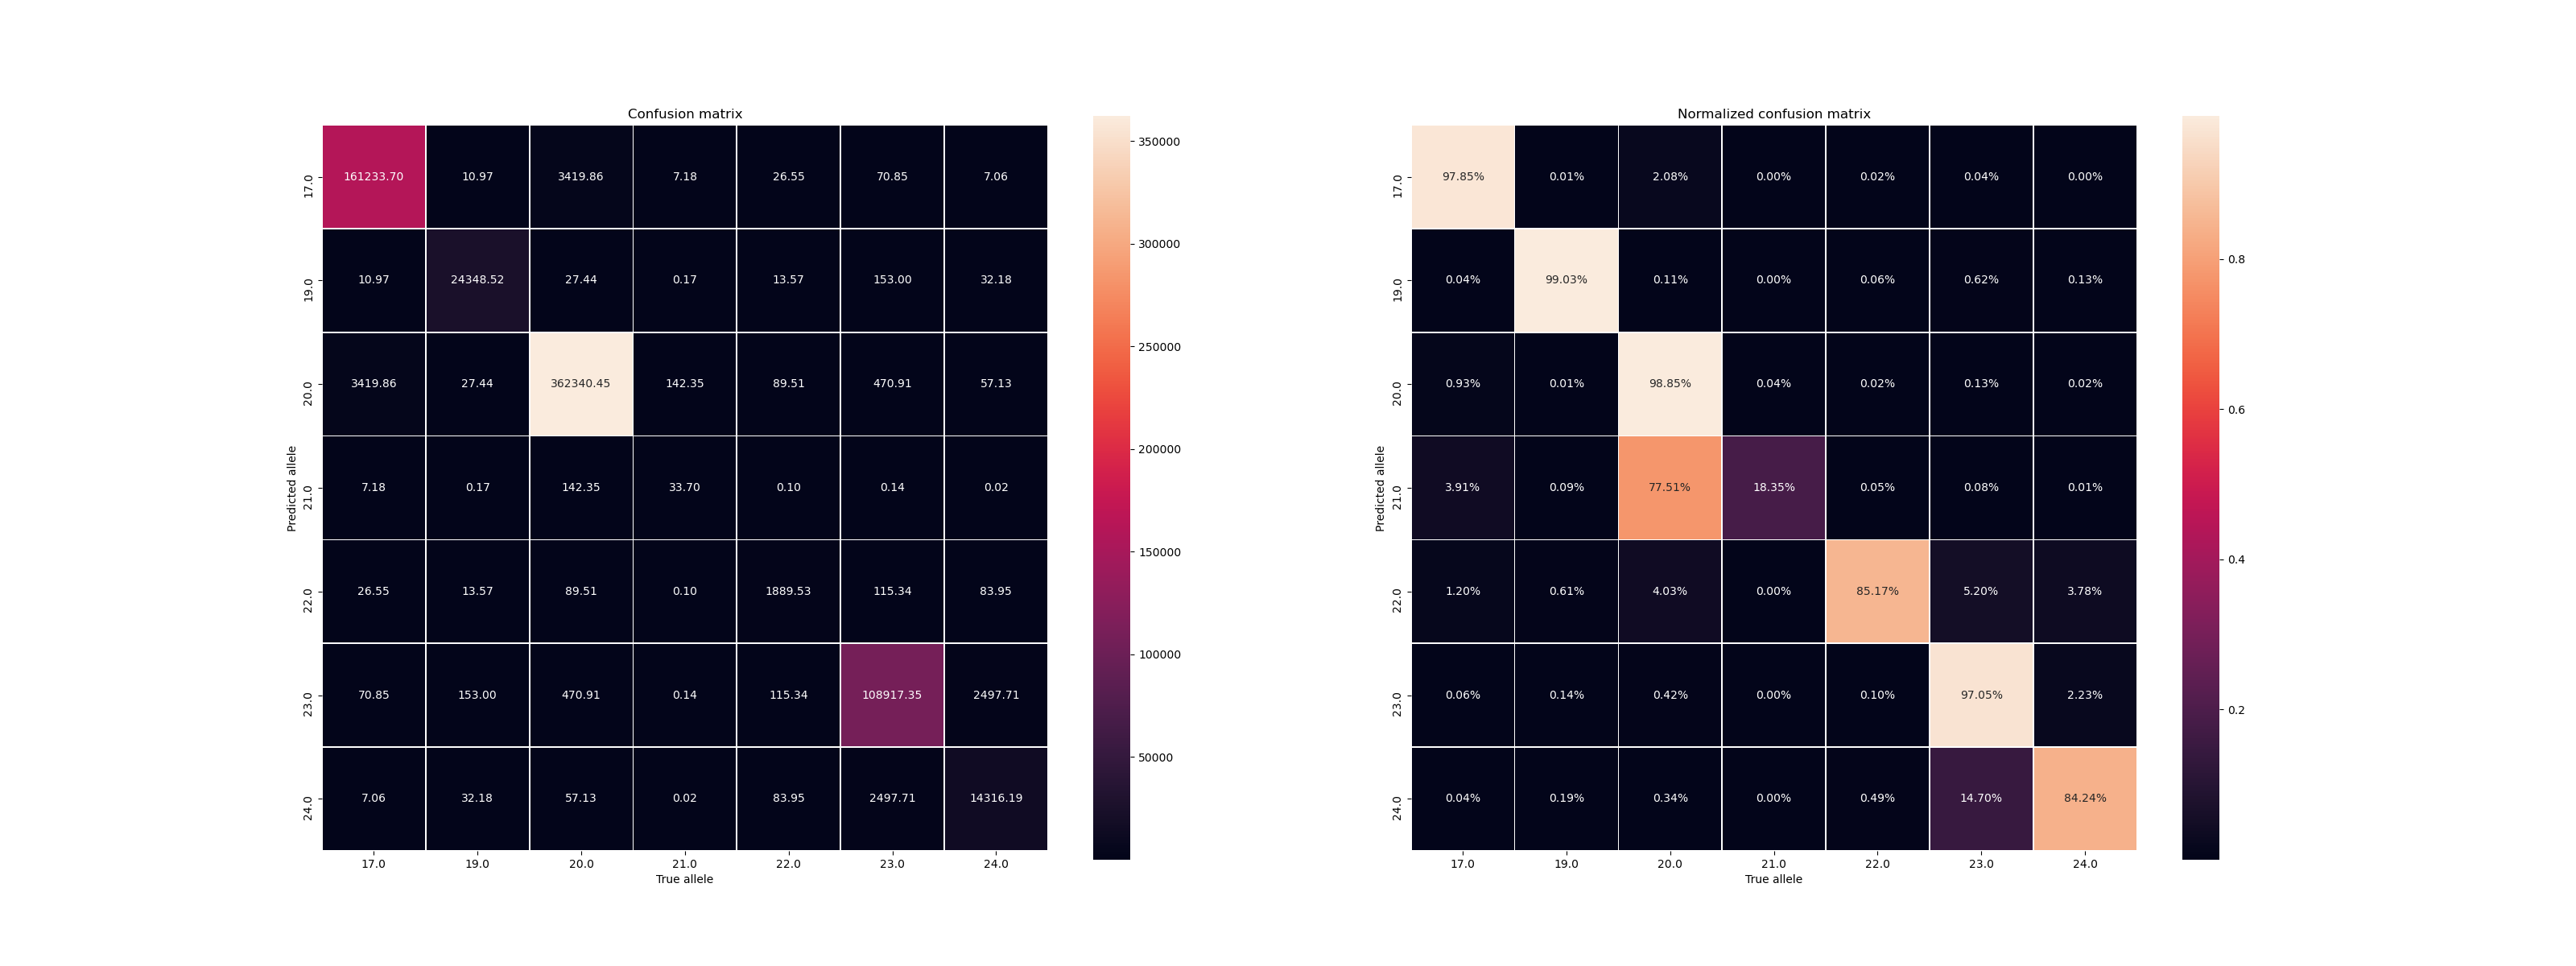 Confusion matrix
17.0 161233.70 10.97 3419.86 7.18 26.55 70.85 7.06
19.0 10.97 24348.52 27.44 0.17 13.57 153.00 32.18
20.0 3419.86 27.44 362340.45 142.35 89.51 470.91 57.13
21.0 7.18 0.17 142.35 33.70 0.10 0.14 0.02
22.0 26.55 13.57 89.51 0.10 1889.53 115.34 83.95
23.0 70.85 153.00 470.91 0.14 115.34 108917.35 2497.71
24.0 7.06 32.18 57.13 0.02 83.95 2497.71 14316.19
17.0 19.0 20.0 21.0 22.0 23.0 24.0
True allele
Predicted allele
350000
300000
250000
200000
150000
100000
50000
Normalized confusion matrix
17.0 97.85% 0.01% 2.08% 0.00% 0.02% 0.04% 0.00%
19.0 0.04% 99.03% 0.11% 0.00% 0.06% 0.62% 0.13%
20.0 0.93% 0.01% 98.85% 0.04% 0.02% 0.13% 0.02%
21.0 3.91% 0.09% 77.51% 18.35% 0.05% 0.08% 0.01%
22.0 1.20% 0.61% 4.03% 0.00% 85.17% 5.20% 3.78%
23.0 0.06% 0.14% 0.42% 0.00% 0.10% 97.05% 2.23%
24.0 0.04% 0.19% 0.34% 0.00% 0.49% 14.70% 84.24%
17.0 19.0 20.0 21.0 22.0 23.0 24.0
True allele
Predicted allele
0.8
0.6
0.4
0.2